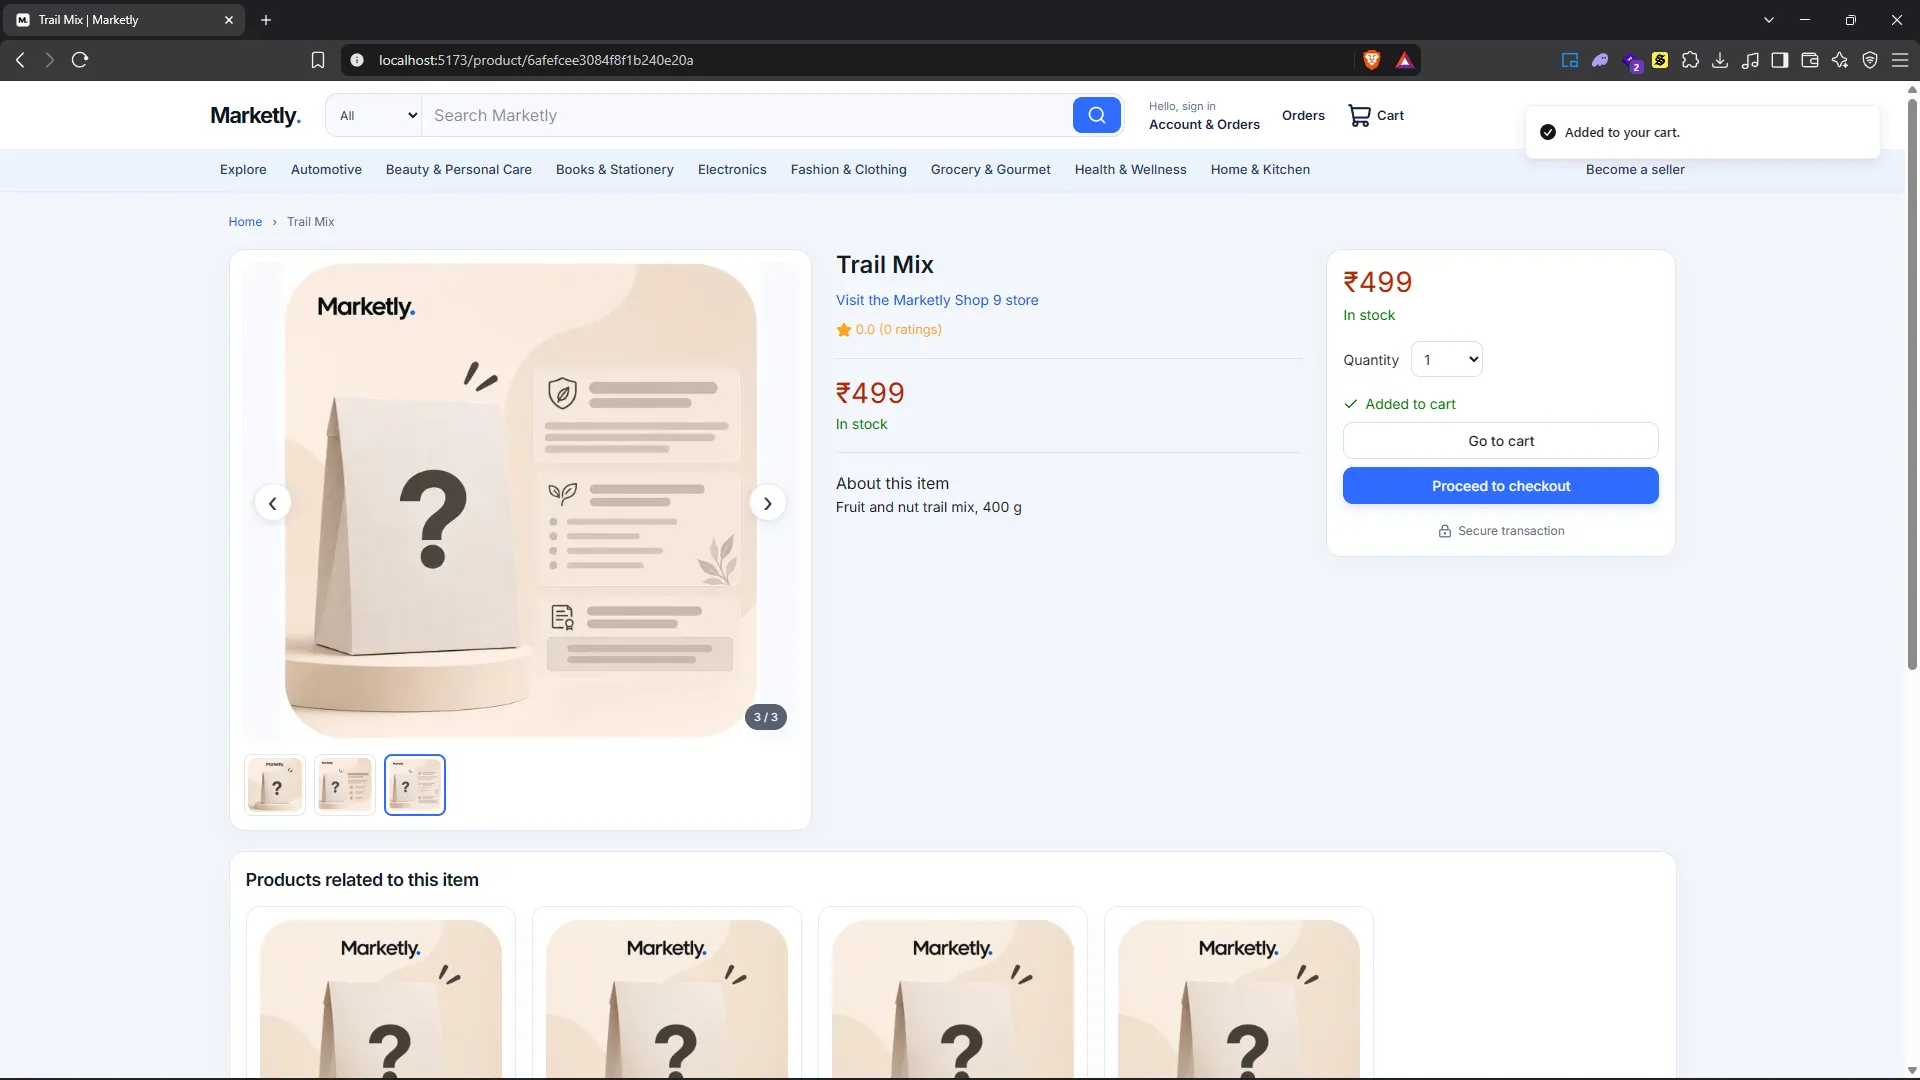 Trail Mix | Marketly
localhost:5173/product/6afefcee3084f8f1b240e20a
2
Marketly.
All
Search Marketly
Hello, sign in
Account & Orders
Orders
Cart
Added to your cart.
Explore
Automotive
Beauty & Personal Care
Books & Stationery
Electronics
Fashion & Clothing
Grocery & Gourmet
Health & Wellness
Home & Kitchen
Become a seller
Home › Trail Mix
Marketly.
?
3 / 3
Trail Mix
Visit the Marketly Shop 9 store
0.0 (0 ratings)
₹499
In stock
About this item
Fruit and nut trail mix, 400 g
₹499
In stock
Quantity 1
Added to cart
Go to cart
Proceed to checkout
Secure transaction
Marketly.
?
Marketly.
?
Marketly.
?
Products related to this item
Marketly.
?
Marketly.
?
Marketly.
?
Marketly.
?